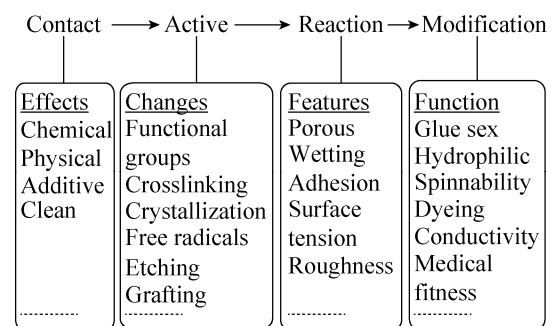 Contact Active Reaction Modification
Effects
Chemical
Physical
Additive
Clean
Changes
Functional
groups
Crosslinking
Crystallization
Free radicals
Etching
Grafting
Features
Porous
Wetting
Adhesion
Surface
tension
Roughness
Function
Glue sex
Hydrophilic
Spinnability
Dyeing
Conductivity
Medical
fitness